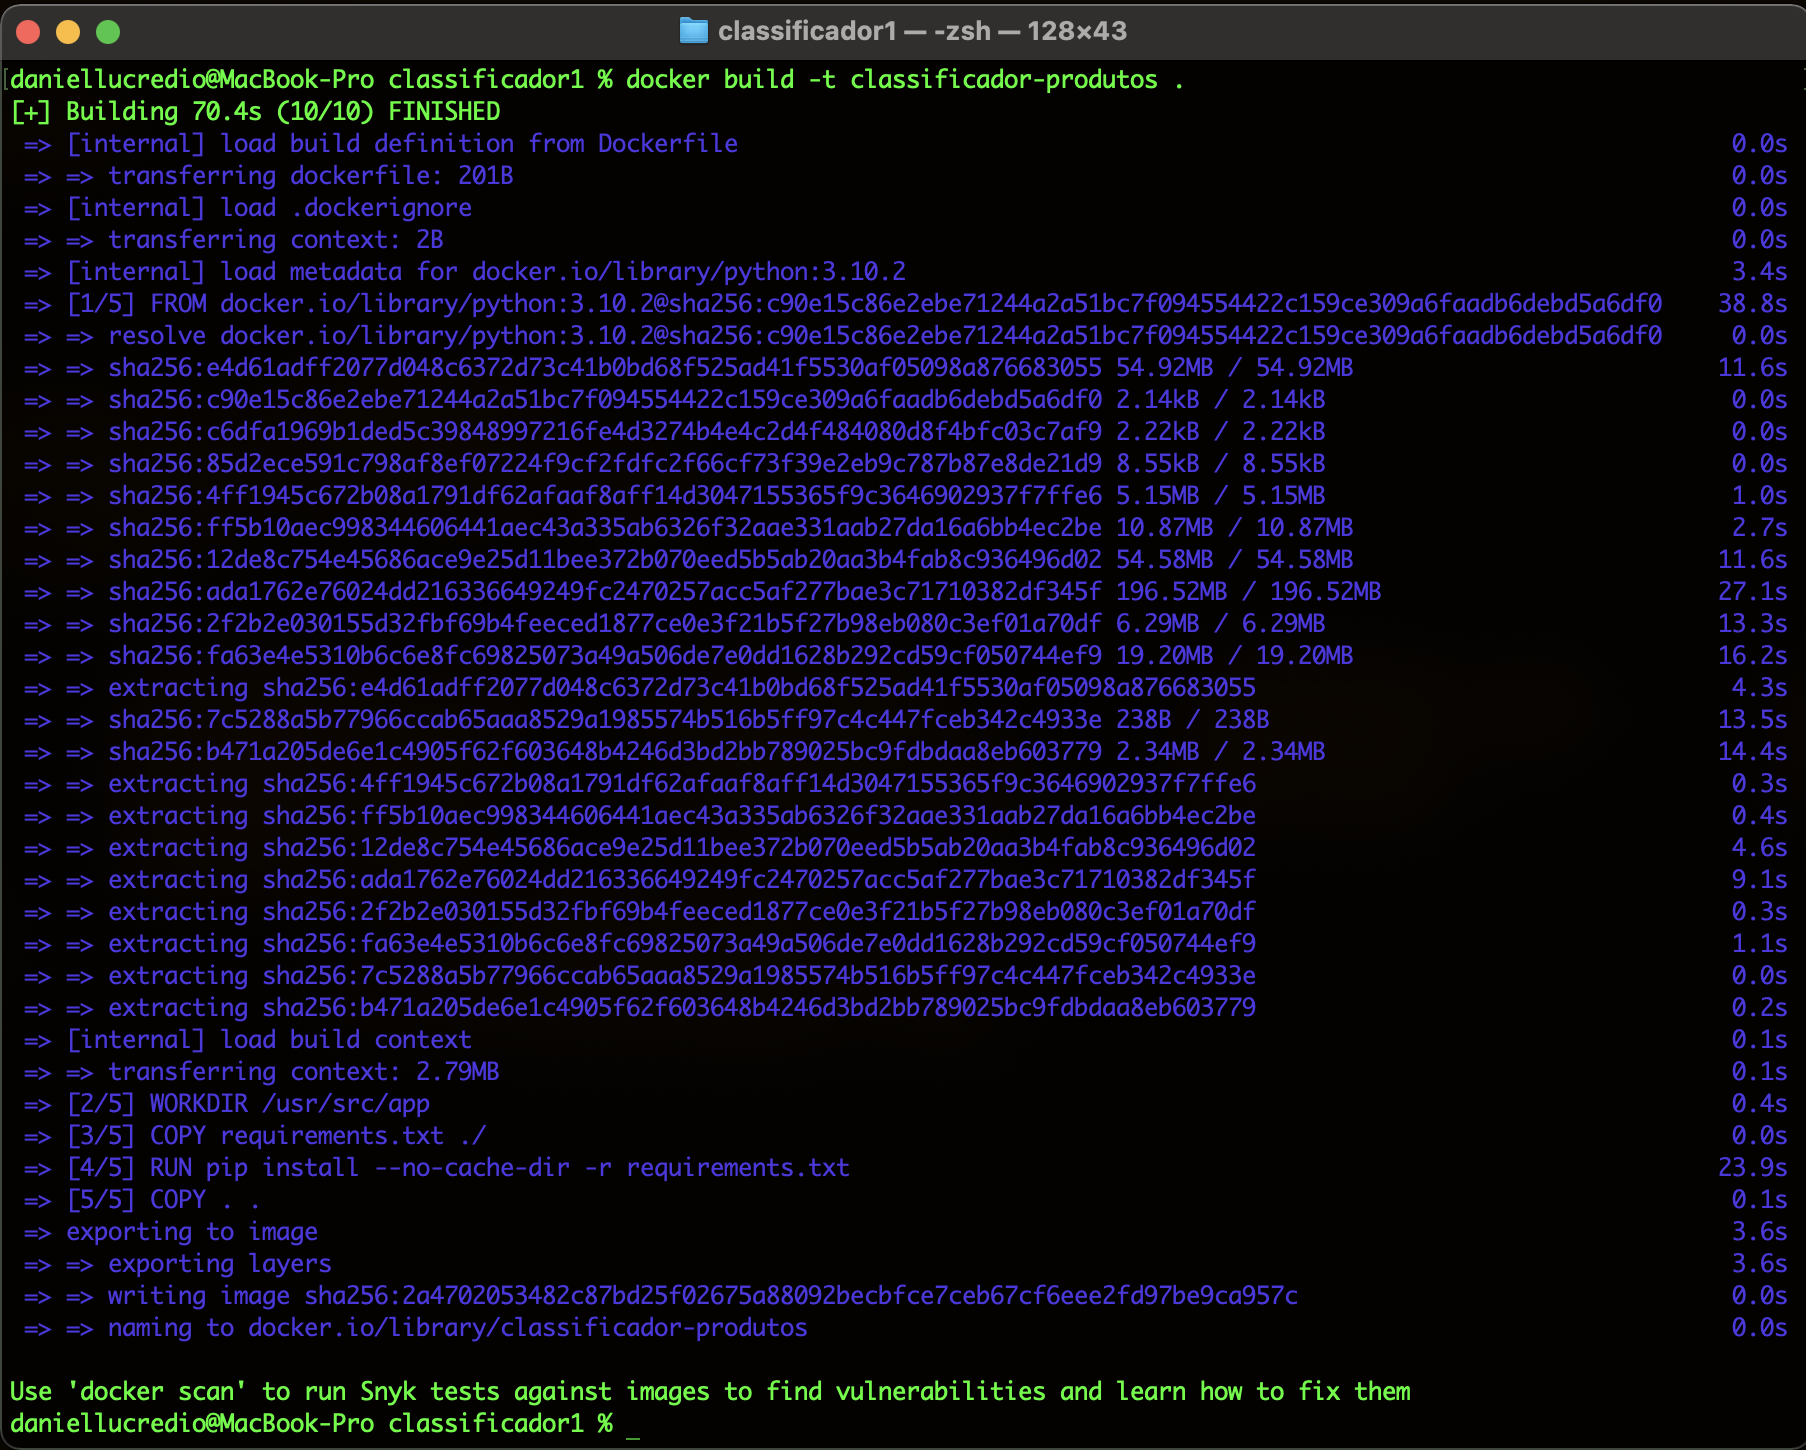 classificador1 — -zsh — 128×43
daniellucredio@MacBook-Pro classificador1 % docker build -t classificador-produtos .
[+] Building 70.4s (10/10) FINISHED
=> [internal] load build definition from Dockerfile 0.0s
=> => transferring dockerfile: 201B 0.0s
=> [internal] load .dockerignore 0.0s
=> => transferring context: 2B 0.0s
=> [internal] load metadata for docker.io/library/python:3.10.2 3.4s
=> [1/5] FROM docker.io/library/python:3.10.2@sha256:c90e15c86e2ebe71244a2a51bc7f094554422c159ce309a6faadb6debd5a6df0 38.8s
=> => resolve docker.io/library/python:3.10.2@sha256:c90e15c86e2ebe71244a2a51bc7f094554422c159ce309a6faadb6debd5a6df0 0.0s
=> => sha256:e4d61adff2077d048c6372d73c41b0bd68f525ad41f5530af05098a876683055 54.92MB / 54.92MB 11.6s
=> => sha256:c90e15c86e2ebe71244a2a51bc7f094554422c159ce309a6faadb6debd5a6df0 2.14kB / 2.14kB 0.0s
=> => sha256:c6dfa1969b1ded5c39848997216fe4d3274b4e4c2d4f484080d8f4bfc03c7af9 2.22kB / 2.22kB 0.0s
=> => sha256:85d2ece591c798af8ef07224f9cf2fdfc2f66cf73f39e2eb9c787b87e8de21d9 8.55kB / 8.55kB 0.0s
=> => sha256:4ff1945c672b08a1791df62afaaf8aff14d3047155365f9c3646902937f7ffe6 5.15MB / 5.15MB 1.0s
=> => sha256:ff5b10aec998344606441aec43a335ab6326f32aae331aab27da16a6bb4ec2be 10.87MB / 10.87MB 2.7s
=> => sha256:12de8c754e45686ace9e25d11bee372b070eed5b5ab20aa3b4fab8c936496d02 54.58MB / 54.58MB 11.6s
=> => sha256:ada1762e76024dd216336649249fc2470257acc5af277bae3c71710382df345f 196.52MB / 196.52MB 27.1s
=> => sha256:2f2b2e030155d32fbf69b4feeced1877ce0e3f21b5f27b98eb080c3ef01a70df 6.29MB / 6.29MB 13.3s
=> => sha256:fa63e4e5310b6c6e8fc69825073a49a506de7e0dd1628b292cd59cf050744ef9 19.20MB / 19.20MB 16.2s
=> => extracting sha256:e4d61adff2077d048c6372d73c41b0bd68f525ad41f5530af05098a876683055 4.3s
=> => sha256:7c5288a5b77966ccab65aaa8529a1985574b516b5ff97c4c447fceb342c4933e 238B / 238B 13.5s
=> => sha256:b471a205de6e1c4905f62f603648b4246d3bd2bb789025bc9fdbdaa8eb603779 2.34MB / 2.34MB 14.4s
=> => extracting sha256:4ff1945c672b08a1791df62afaaf8aff14d3047155365f9c3646902937f7ffe6 0.3s
=> => extracting sha256:ff5b10aec998344606441aec43a335ab6326f32aae331aab27da16a6bb4ec2be 0.4s
=> => extracting sha256:12de8c754e45686ace9e25d11bee372b070eed5b5ab20aa3b4fab8c936496d02 4.6s
=> => extracting sha256:ada1762e76024dd216336649249fc2470257acc5af277bae3c71710382df345f 9.1s
=> => extracting sha256:2f2b2e030155d32fbf69b4feeced1877ce0e3f21b5f27b98eb080c3ef01a70df 0.3s
=> => extracting sha256:fa63e4e5310b6c6e8fc69825073a49a506de7e0dd1628b292cd59cf050744ef9 1.1s
=> => extracting sha256:7c5288a5b77966ccab65aaa8529a1985574b516b5ff97c4c447fceb342c4933e 0.0s
=> => extracting sha256:b471a205de6e1c4905f62f603648b4246d3bd2bb789025bc9fdbdaa8eb603779 0.2s
=> [internal] load build context 0.1s
=> => transferring context: 2.79MB 0.1s
=> [2/5] WORKDIR /usr/src/app 0.4s
=> [3/5] COPY requirements.txt ./ 0.0s
=> [4/5] RUN pip install --no-cache-dir -r requirements.txt 23.9s
=> [5/5] COPY . . 0.1s
=> exporting to image 3.6s
=> => exporting layers 3.6s
=> => writing image sha256:2a4702053482c87bd25f02675a88092becbfce7ceb67cf6eee2fd97be9ca957c 0.0s
=> => naming to docker.io/library/classificador-produtos 0.0s
Use 'docker scan' to run Snyk tests against images to find vulnerabilities and learn how to fix them
daniellucredio@MacBook-Pro classificador1 % _